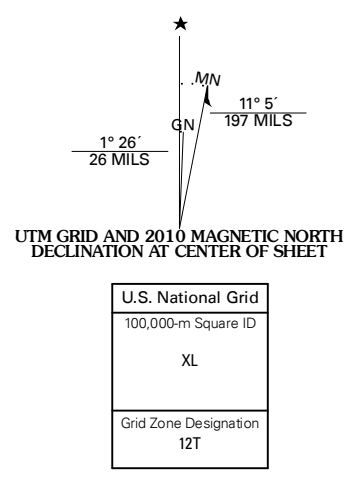 MN
GN
11° 5´
197 MILS
1° 26´
26 MILS
UTM GRID AND 2010 MAGNETIC NORTH
DECLINATION AT CENTER OF SHEET
U.S. National Grid
100,000-m Square ID
XL
Grid Zone Designation
12T